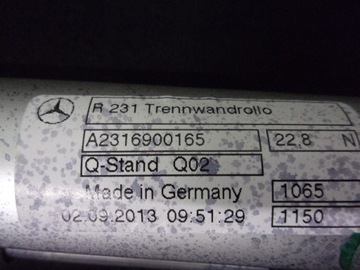 R 231 Trennwandrollo
A2316900165 22,8 N
Q-Stand Q02
Made in Germany 1065
02.09.2013 09:51:29 1150